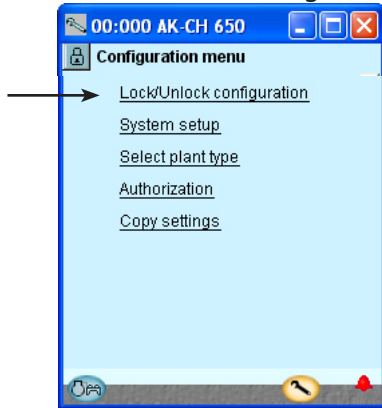 00:000 AK-CH 650
Configuration menu
Lock/Unlock configuration
System setup
Select plant type
Authorization
Copy settings